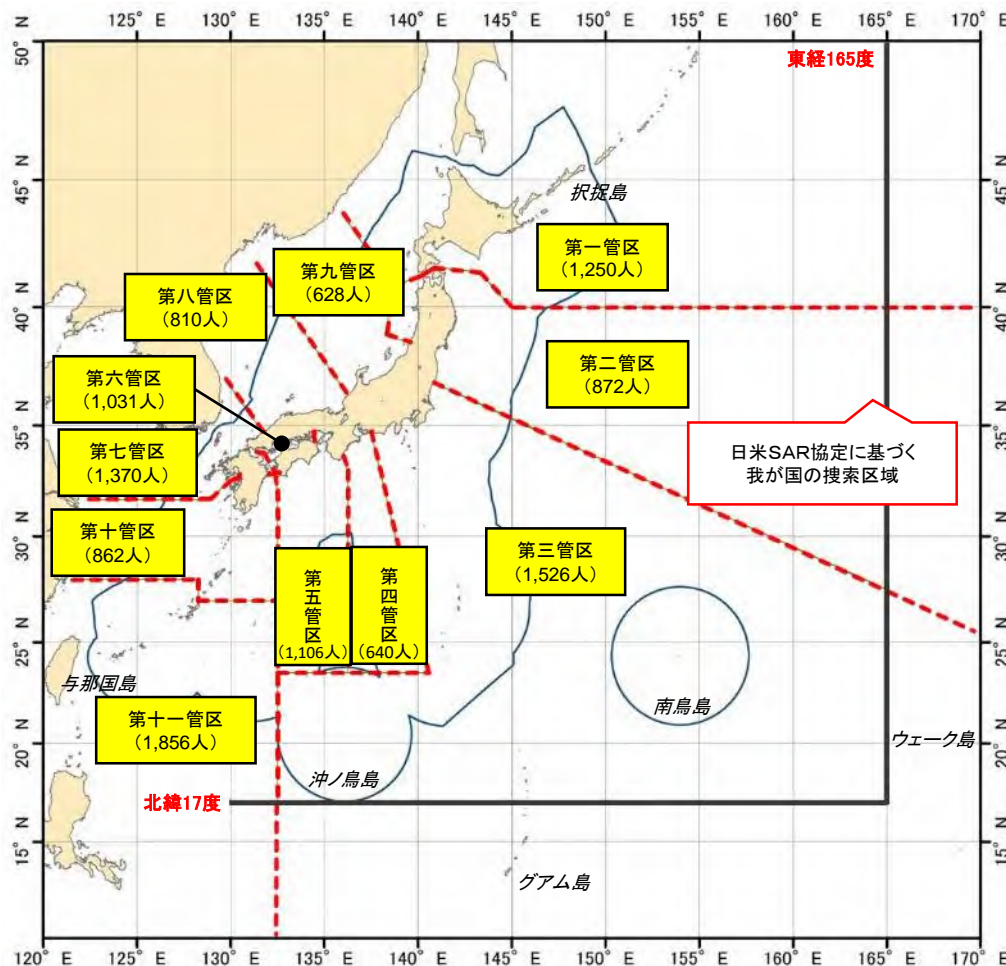 120° E 125° E 130° E 135° E 140° E 145° E 150° E 155° E 160° E 165° E 170° E
50° N
東経165度
45° N
45° N
択捉島
第一管区
(1,250人)
第九管区
(628人)
第八管区
(810人)
40° N
40° N
第二管区
(872人)
第六管区
(1,031人)
35° N
35° N
日米SAR協定に基づく
我が国の捜索区域
第七管区
(1,370人)
第十管区
(862人)
30° N
30° N
第三管区
(1,526人)
第五管区
(1,106人)
第四管区
(640人)
25° N
25° N
与那国島
南鳥島
第十一管区
(1,856人)
ウェーク島
20° N
20° N
沖ノ鳥島
北緯17度
15° N
15° N
グアム島
120° E 125° E 130° E 135° E 140° E 145° E 150° E 155° E 160° E 165° E 170° E